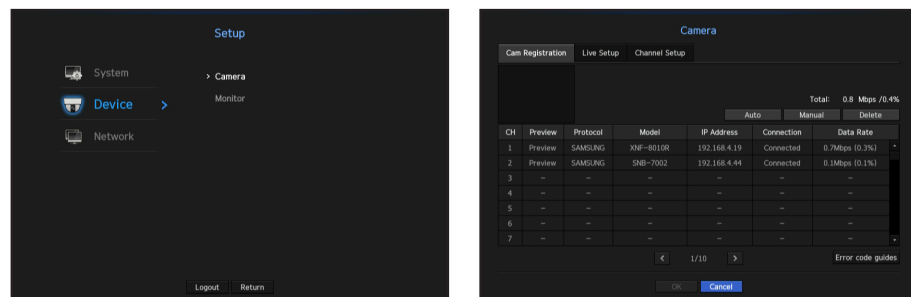 Setup
System
> Camera
Device >
Monitor
Network
Logout Return
Camera
Cam Registration Live Setup Channel Setup
Total: 0.8 Mbps /0.4%
Auto Manual Delete
CH Preview Protocol Model IP Address Connection Data Rate
1 Preview SAMSUNG XNF-8010R 192.168.4.19 Connected 0.7Mbps (0.3%)
2 Preview SAMSUNG SNB-7002 192.168.4.44 Connected 0.1Mbps (0.1%)
3 - - - - - -
4 - - - - - -
5 - - - - - -
6 - - - - - -
7 - - - - - -
< 1/10 > Error code guides
OK Cancel